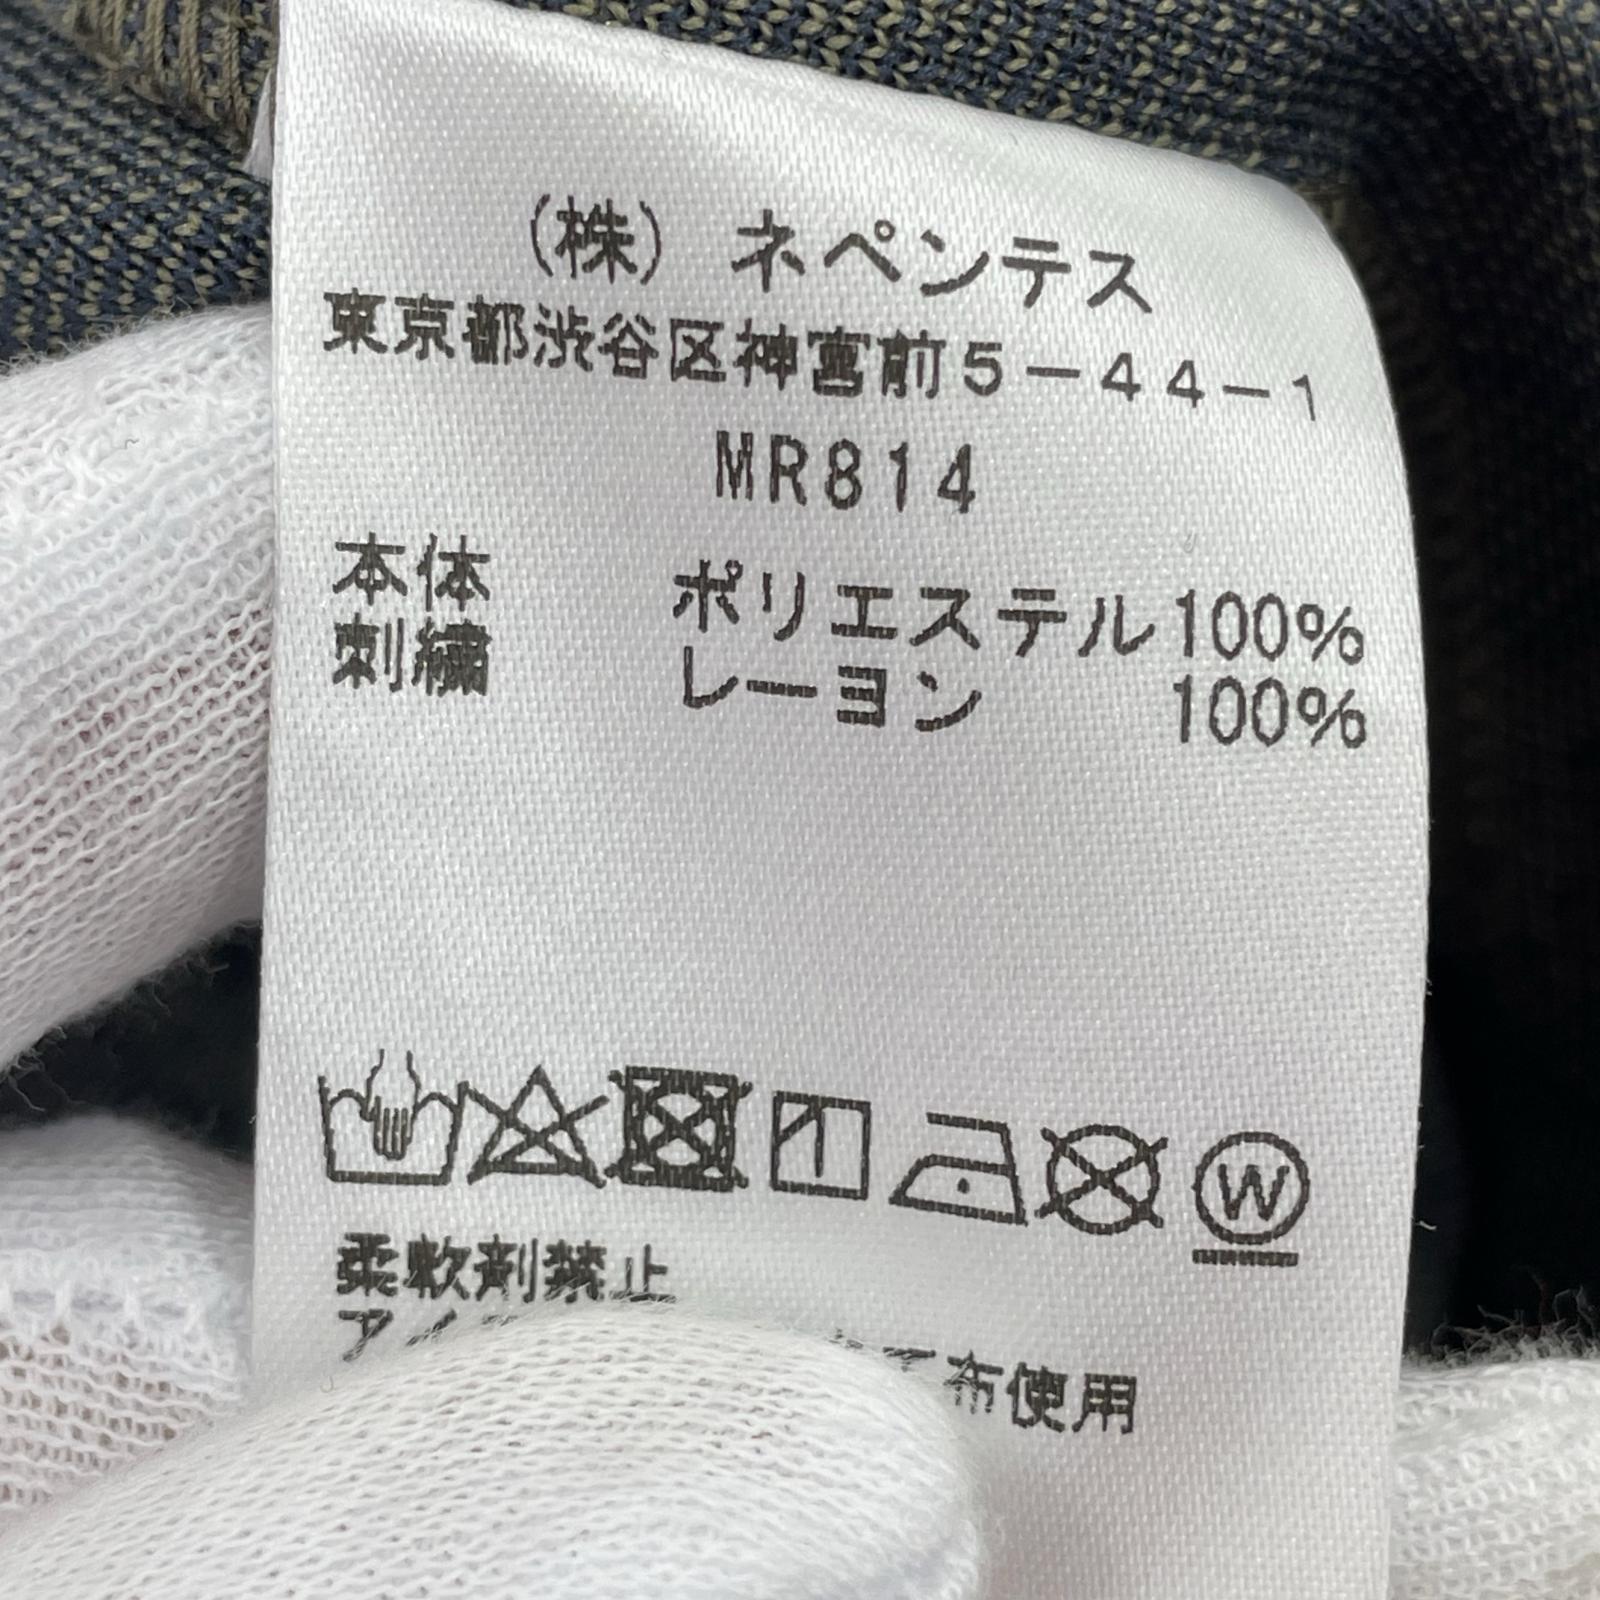 (株) ネペンテス
東京都渋谷区神宮前5-44-1
MR814
本体 ポリエステル100%
刺繍 レーヨン 100%
W
柔軟剤禁止
布使用